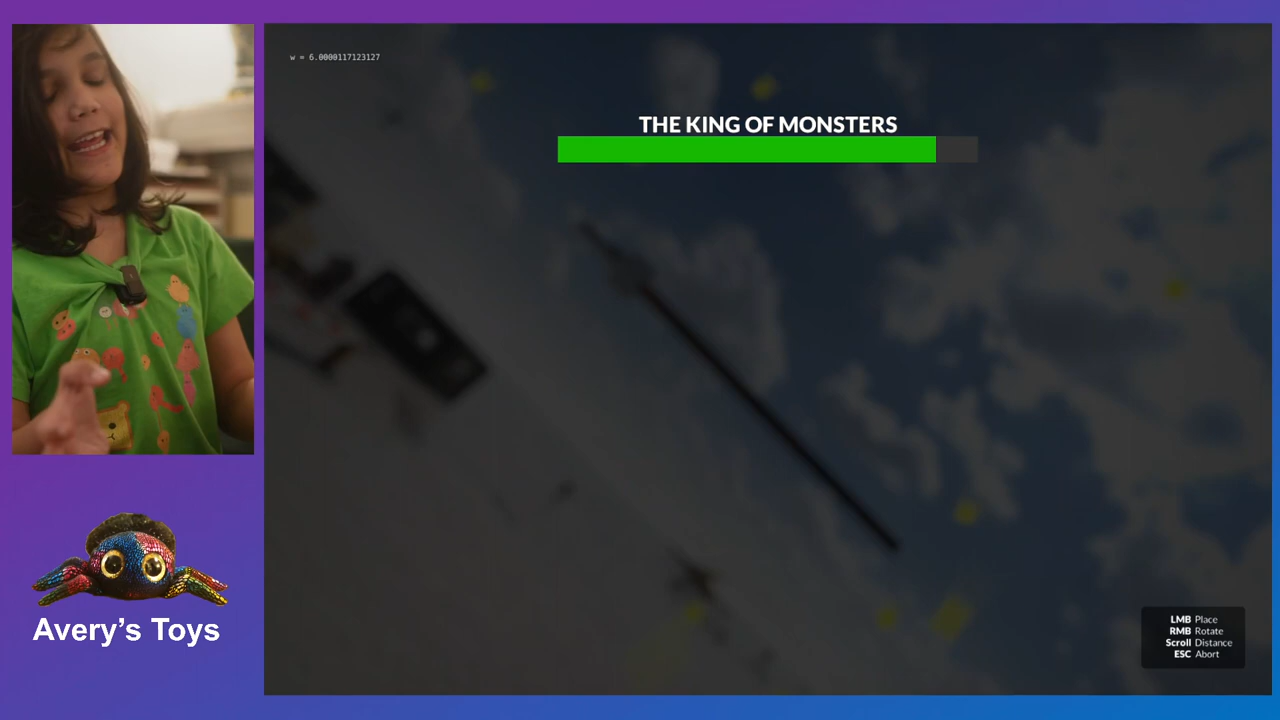 w = 6.0000117123127
THE KING OF MONSTERS
Avery’s Toys
LMB Place
RMB Rotate
Scroll Distance
ESC Abort